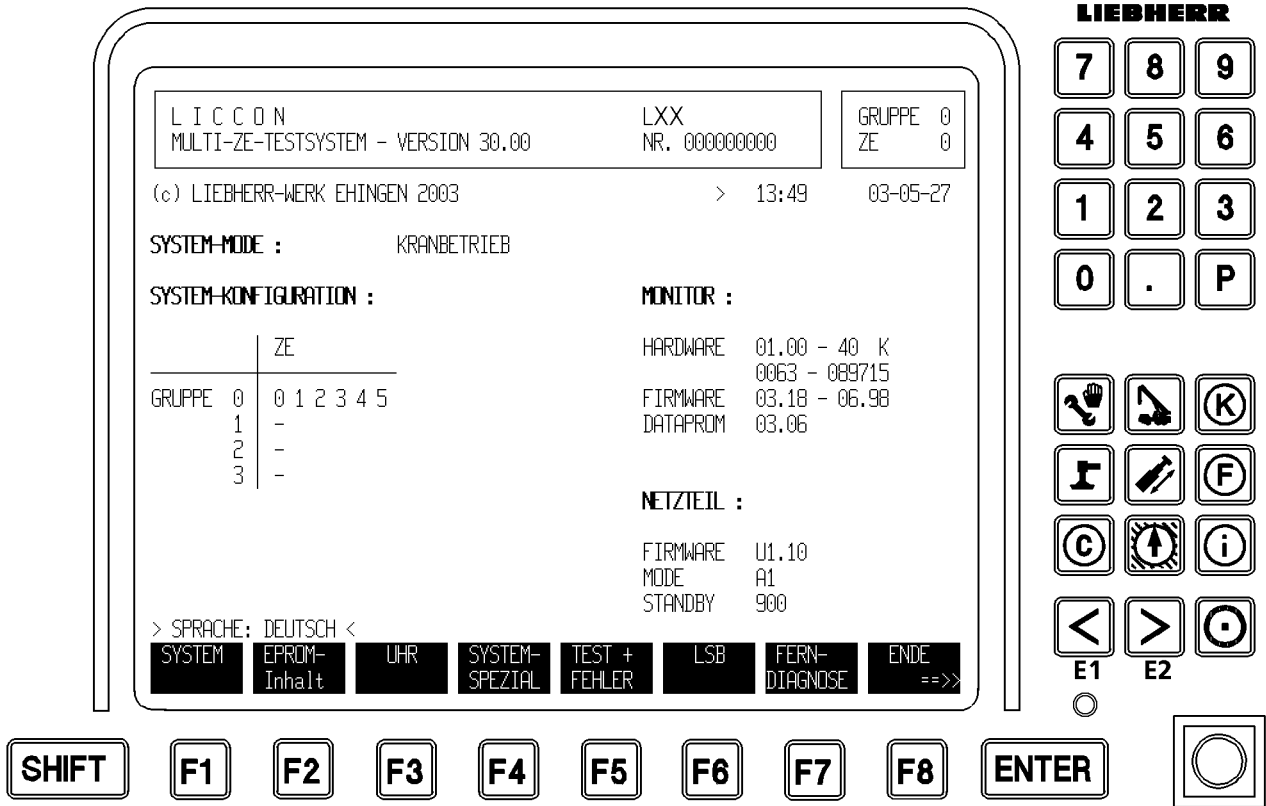 LIEBHERR
L I C C O N LXX GRUPPE 0
MULTI-ZE-TESTSYSTEM - VERSION 30.00 NR. 000000000 ZE 0
(c) LIEBHERR-WERK EHINGEN 2003 > 13:49 03-05-27
SYSTEM-MODE : KRANBETRIEB
SYSTEM-KONFIGURATION : MONITOR :
ZE HARDWARE 01.00 - 40 K
0063 - 089715
GRUPPE 0 0 1 2 3 4 5 FIRMWARE 03.18 - 06.98
1 - DATAPROM 03.06
2 -
3 -
NETZTEIL :
FIRMWARE U1.10
MODE A1
STANDBY 900
> SPRACHE: DEUTSCH <
SYSTEM EPROM- UHR SYSTEM- TEST + LSB FERN- ENDE
Inhalt SPEZIAL FEHLER DIAGNOSE ==>>
SHIFT F1 F2 F3 F4 F5 F6 F7 F8 ENTER
7 8 9
4 5 6
1 2 3
0 . P
K
F
C i
< >
E1 E2